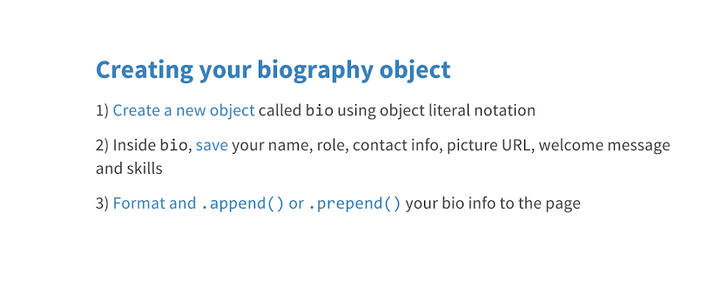 Creating your biography object
1) Create a new object called bio using object literal notation
2) Inside bio, save your name, role, contact info, picture URL, welcome message
and skills
3) Format and .append() or .prepend() your bio info to the page